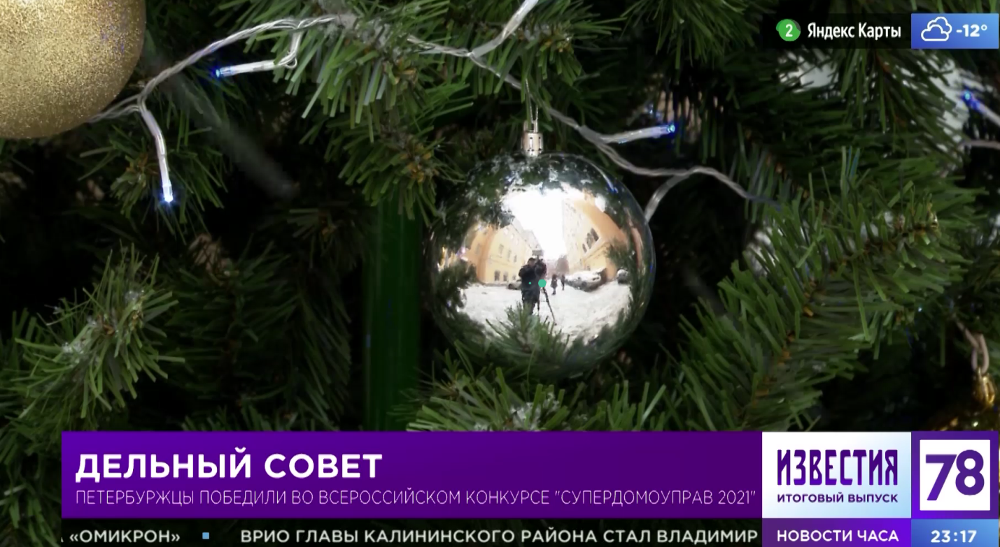 2 Яндекс Карты -12°
ДЕЛЬНЫЙ СОВЕТ
ПЕТЕРБУРЖЦЫ ПОБЕДИЛИ ВО ВСЕРОССИЙСКОМ КОНКУРСЕ "СУПЕРДОМОУПРАВ 2021"
ИЗВЕСТИЯ
ИТОГОВЫЙ ВЫПУСК
78
«ОМИКРОН» ▪ ВРИО ГЛАВЫ КАЛИНИНСКОГО РАЙОНА СТАЛ ВЛАДИМИР
НОВОСТИ ЧАСА 23:17